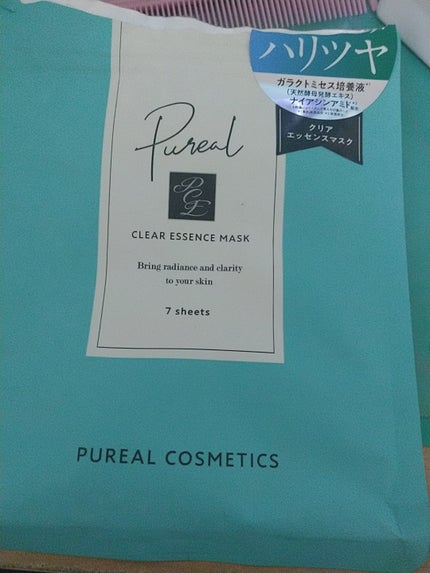 ハリツヤ
ガラクトミセス培養液
(天然酵母発酵エキス)
ナイアシンアミド
クリア
エッセンスマスク
Pureal
PCE
CLEAR ESSENCE MASK
Bring radiance and clarity
to your skin
7 sheets
PUREAL COSMETICS